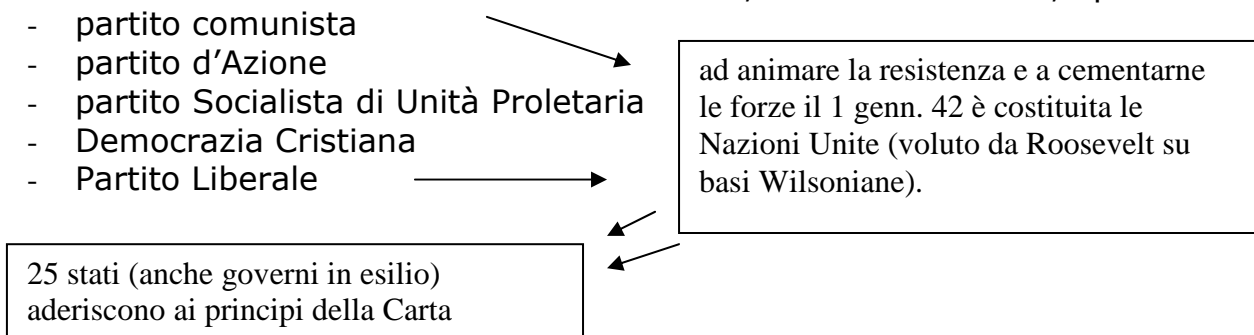 - partito comunista
- partito d’Azione
- partito Socialista di Unità Proletaria
- Democrazia Cristiana
- Partito Liberale
ad animare la resistenza e a cementarne
le forze il 1 genn. 42 è costituita le
Nazioni Unite (voluto da Roosevelt su
basi Wilsoniane).
25 stati (anche governi in esilio)
aderiscono ai principi della Carta